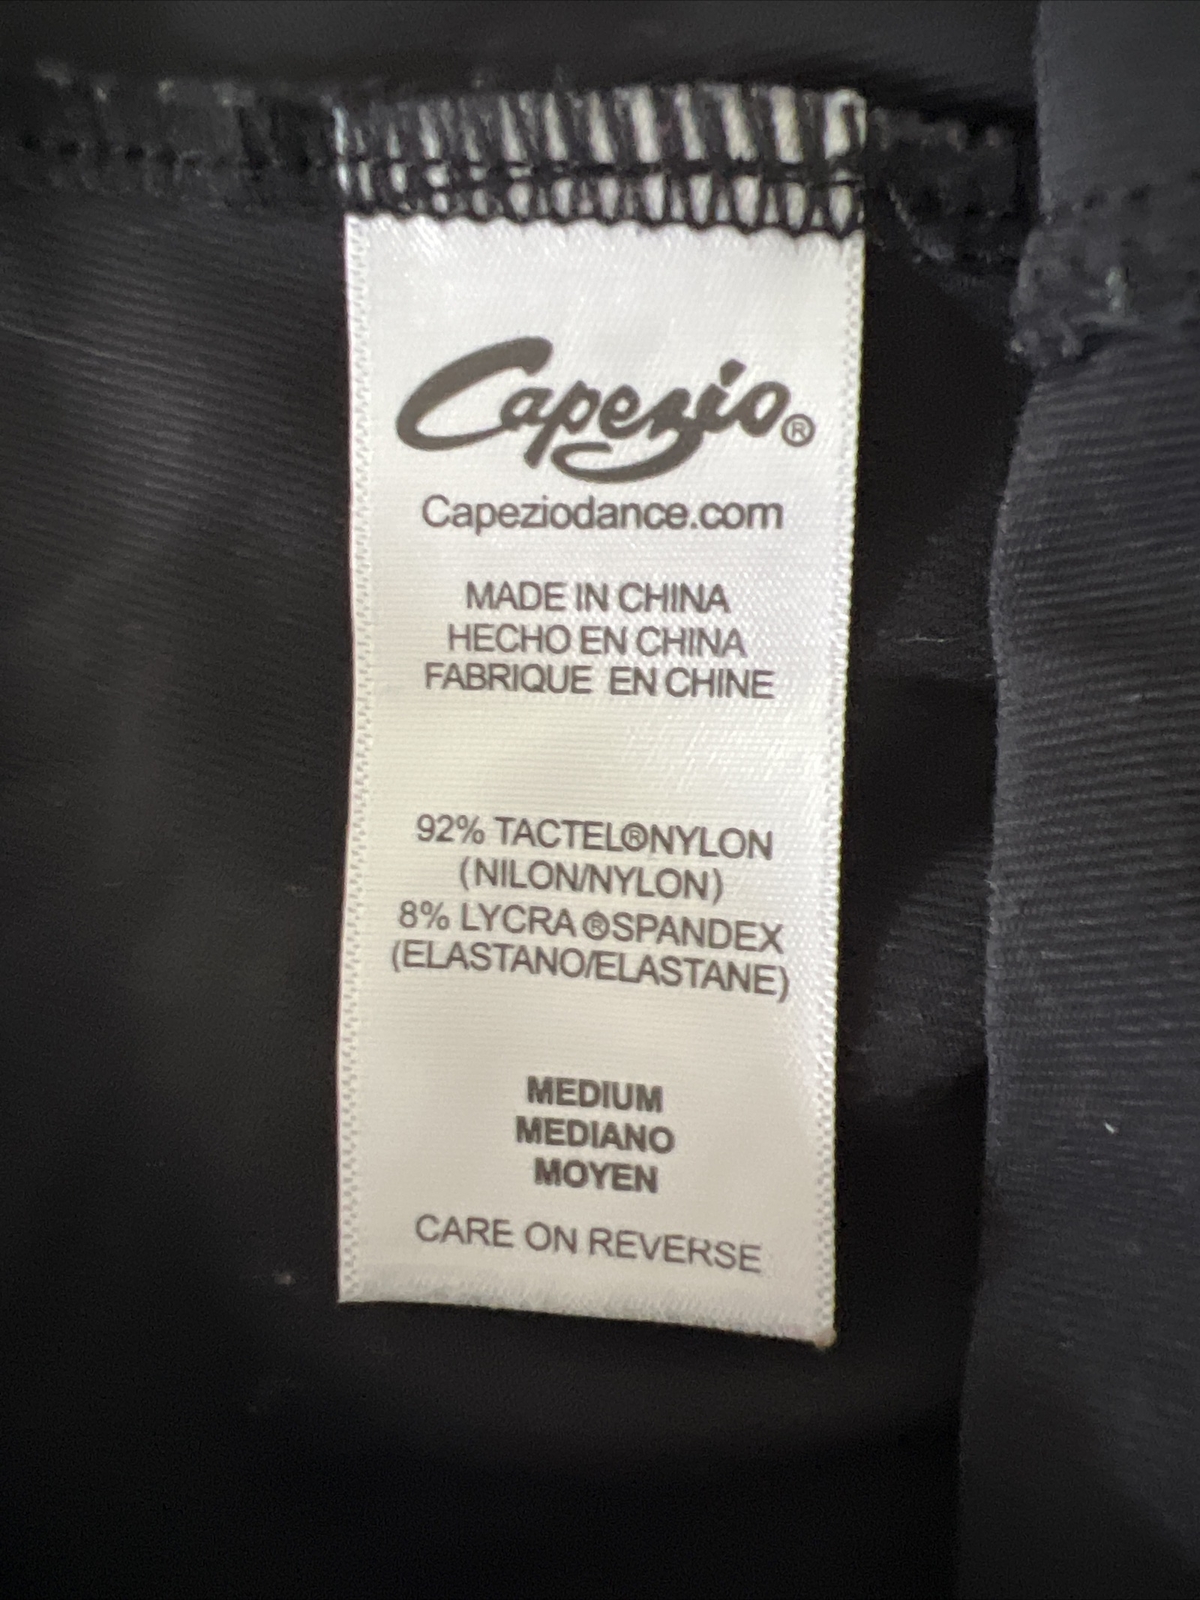 Capezio®
Capeziodance.com
MADE IN CHINA
HECHO EN CHINA
FABRIQUE EN CHINE
92% TACTEL®NYLON
(NILON/NYLON)
8% LYCRA®SPANDEX
(ELASTANO/ELASTANE)
MEDIUM
MEDIANO
MOYEN
CARE ON REVERSE